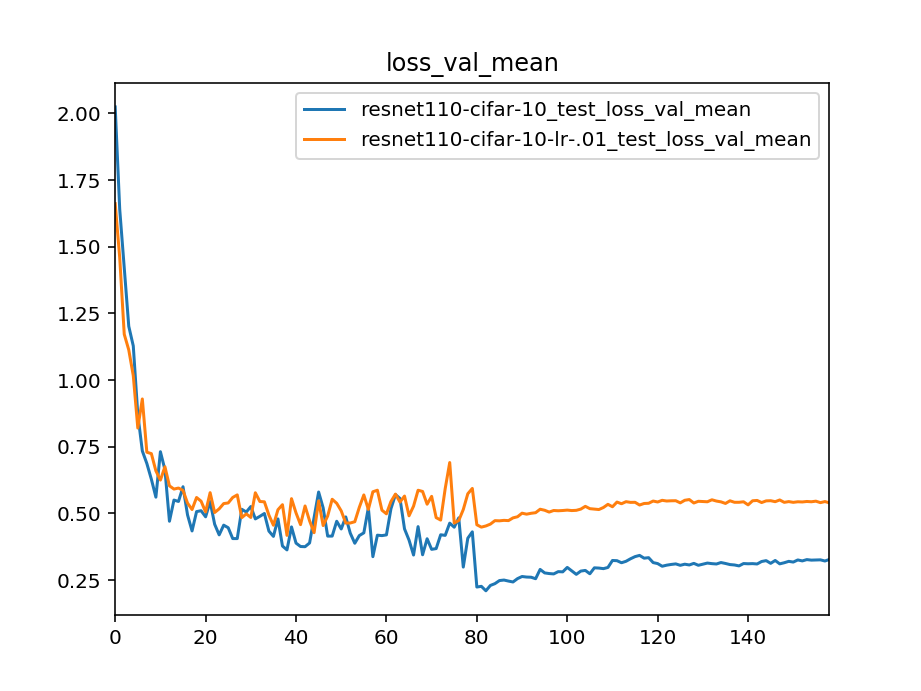 loss_val_mean
resnet110-cifar-10_test_loss_val_mean
resnet110-cifar-10-lr-.01_test_loss_val_mean
2.00
1.75
1.50
1.25
1.00
0.75
0.50
0.25
0 20 40 60 80 100 120 140